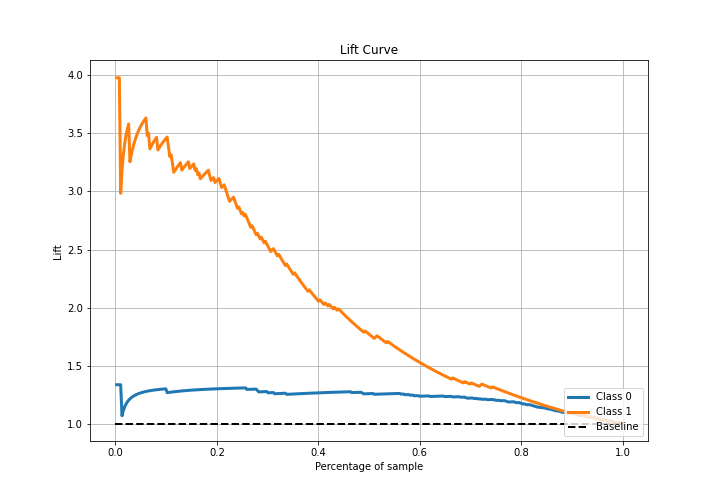 Lift Curve
4.0
3.5
3.0
2.5
2.0
1.5
1.0
Lift
0.0 0.2 0.4 0.6 0.8 1.0
Percentage of sample
Class 0
Class 1
Baseline